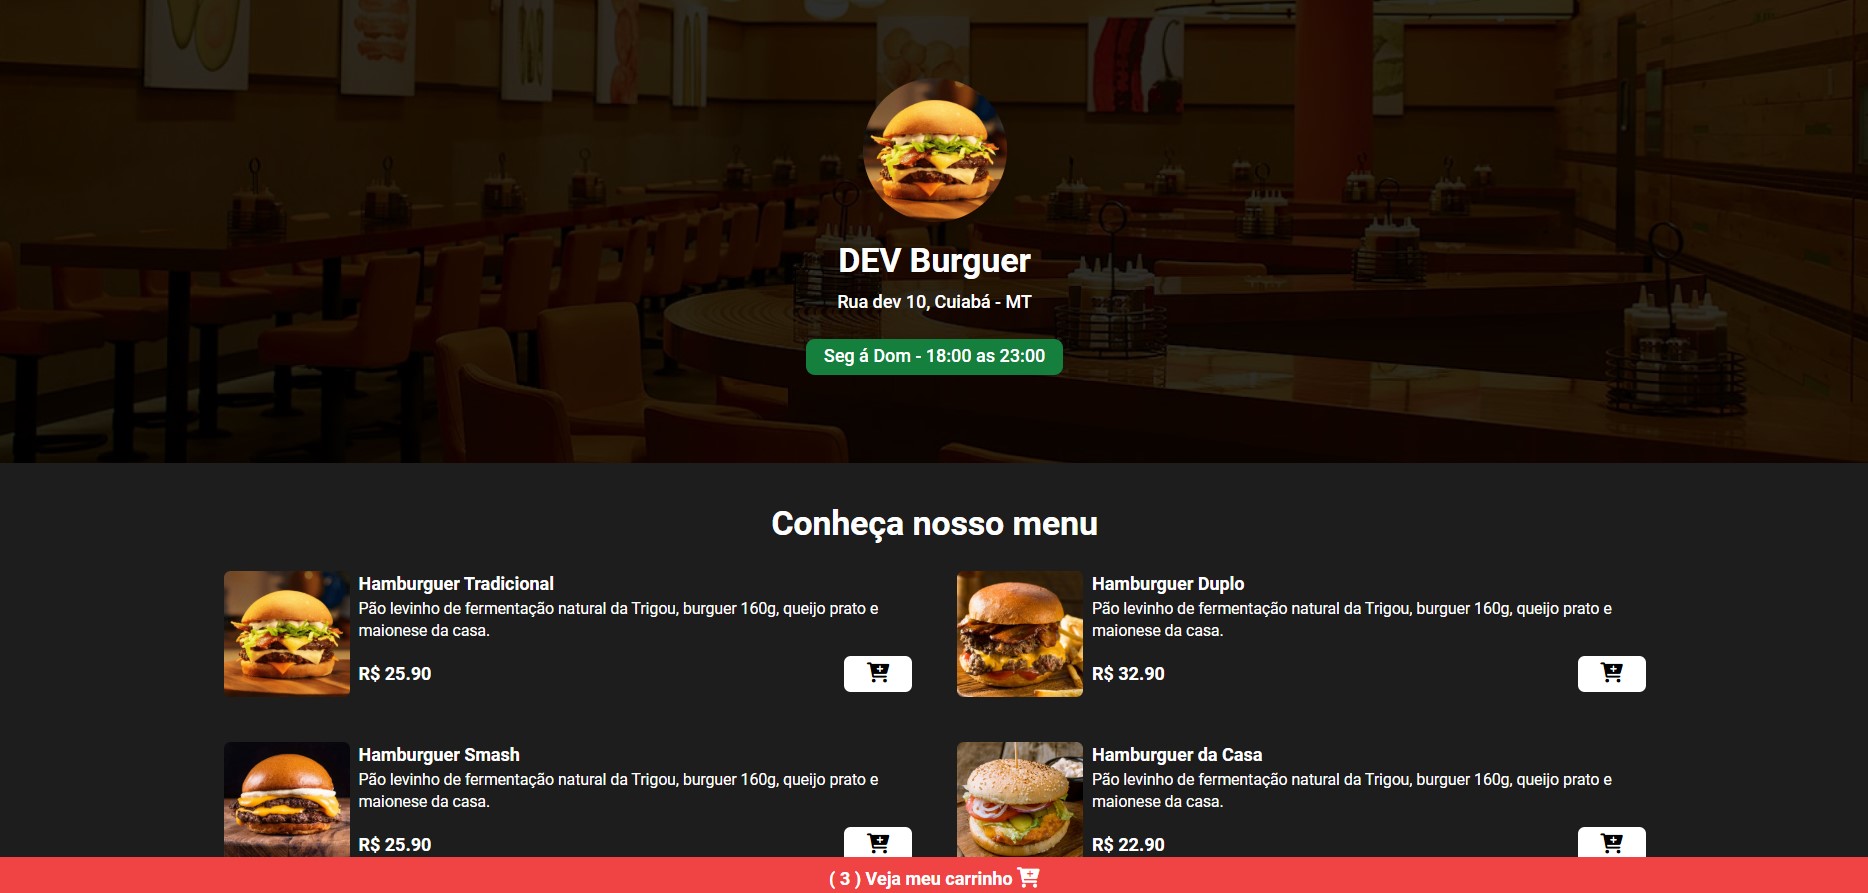 DEV Burguer
Rua dev 10, Cuiabá - MT
Seg á Dom - 18:00 as 23:00
Conheça nosso menu
Hamburguer Tradicional
Pão levinho de fermentação natural da Trigou, burguer 160g, queijo prato e
maionese da casa.
R$ 25.90
Hamburguer Duplo
Pão levinho de fermentação natural da Trigou, burguer 160g, queijo prato e
maionese da casa.
R$ 32.90
Hamburguer Smash
Pão levinho de fermentação natural da Trigou, burguer 160g, queijo prato e
maionese da casa.
R$ 25.90
Hamburguer da Casa
Pão levinho de fermentação natural da Trigou, burguer 160g, queijo prato e
maionese da casa.
R$ 22.90
( 3 ) Veja meu carrinho